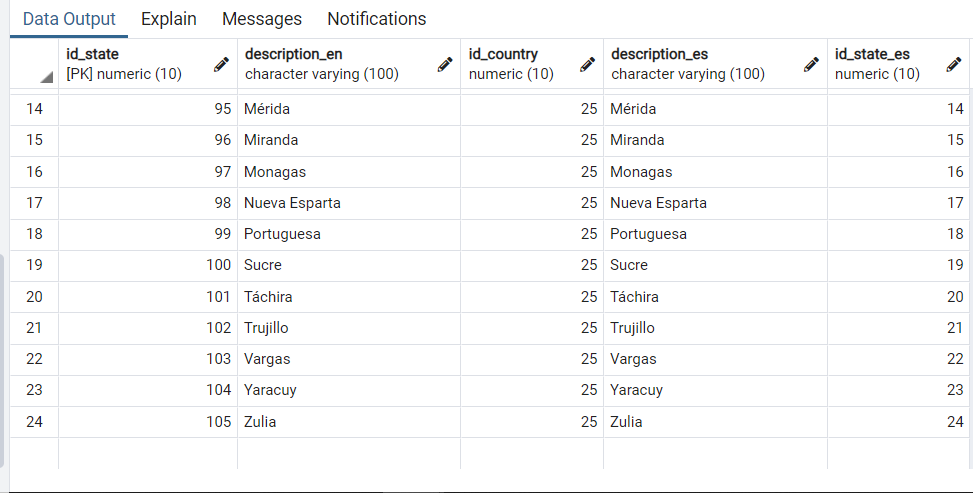 Data Output Explain Messages Notifications
id_state description_en id_country description_es id_state_es
[PK] numeric (10) character varying (100) numeric (10) character varying (100) numeric (10)
14 95 Mérida 25 Mérida 14
15 96 Miranda 25 Miranda 15
16 97 Monagas 25 Monagas 16
17 98 Nueva Esparta 25 Nueva Esparta 17
18 99 Portuguesa 25 Portuguesa 18
19 100 Sucre 25 Sucre 19
20 101 Táchira 25 Táchira 20
21 102 Trujillo 25 Trujillo 21
22 103 Vargas 25 Vargas 22
23 104 Yaracuy 25 Yaracuy 23
24 105 Zulia 25 Zulia 24